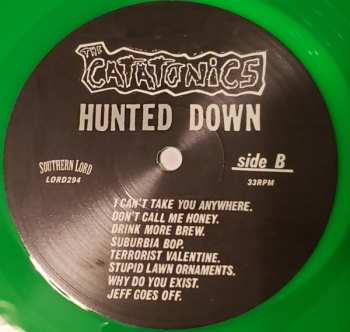 THE
CATATONICS
HUNTED DOWN
SOUTHERN LORD
LORD294
side B
33RPM
I CAN'T TAKE YOU ANYWHERE.
DON'T CALL ME HONEY.
DRINK MORE BREW.
SUBURBIA BOP.
TERRORIST VALENTINE.
STUPID LAWN ORNAMENTS.
WHY DO YOU EXIST.
JEFF GOES OFF.